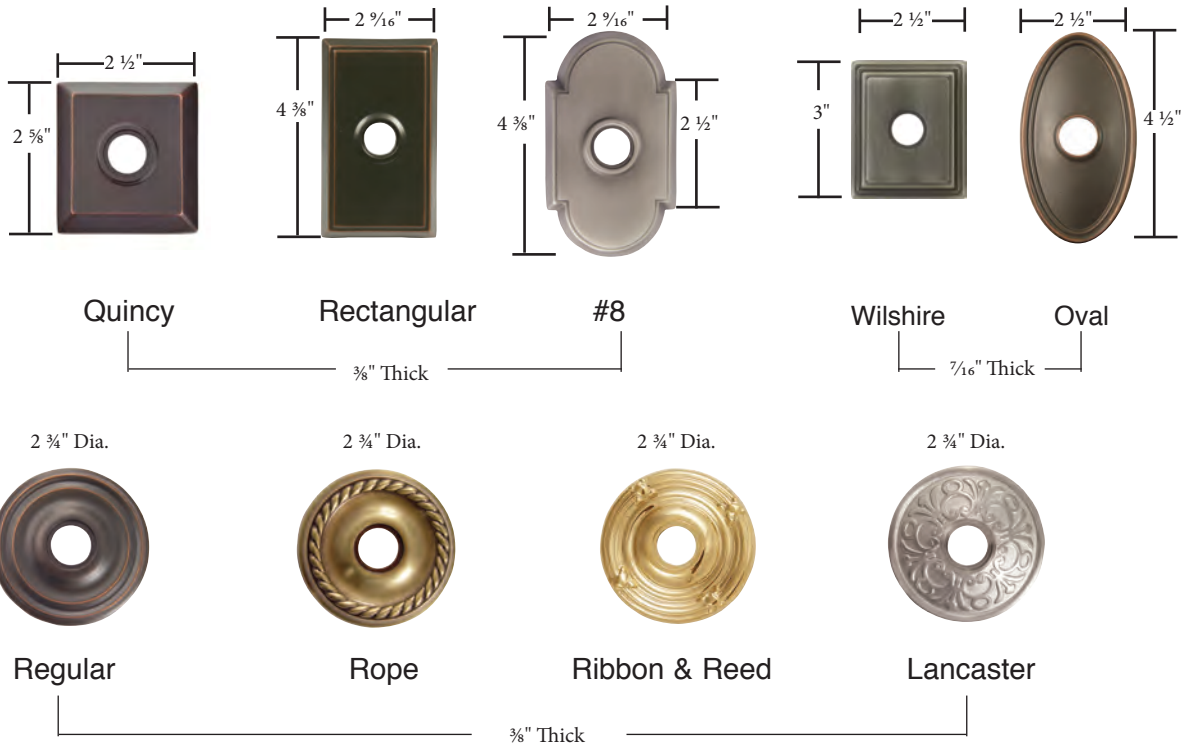 2 ½"
2 ⅝"
Quincy
2 9/16"
4 ⅜"
Rectangular
2 9/16"
4 ⅜"
2 ½"
#8
⅜" Thick
2 ½"
3"
Wilshire
2 ½"
4 ½"
Oval
7/16" Thick
2 ¾" Dia.
Regular
2 ¾" Dia.
Rope
2 ¾" Dia.
Ribbon & Reed
2 ¾" Dia.
Lancaster
⅜" Thick